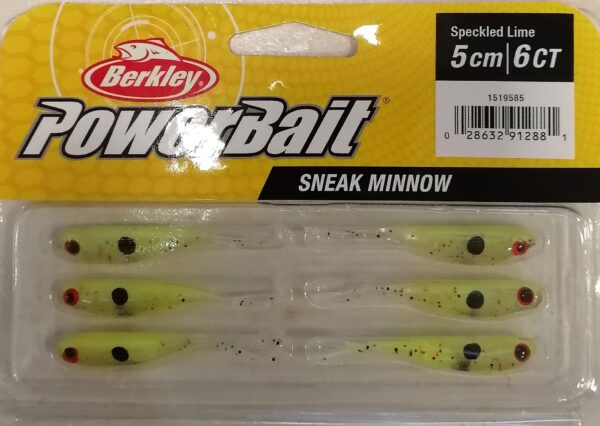 Speckled Lime
5cm|6CT
1519585
0 28632 91288 1
Berkley
PowerBait®
SNEAK MINNOW